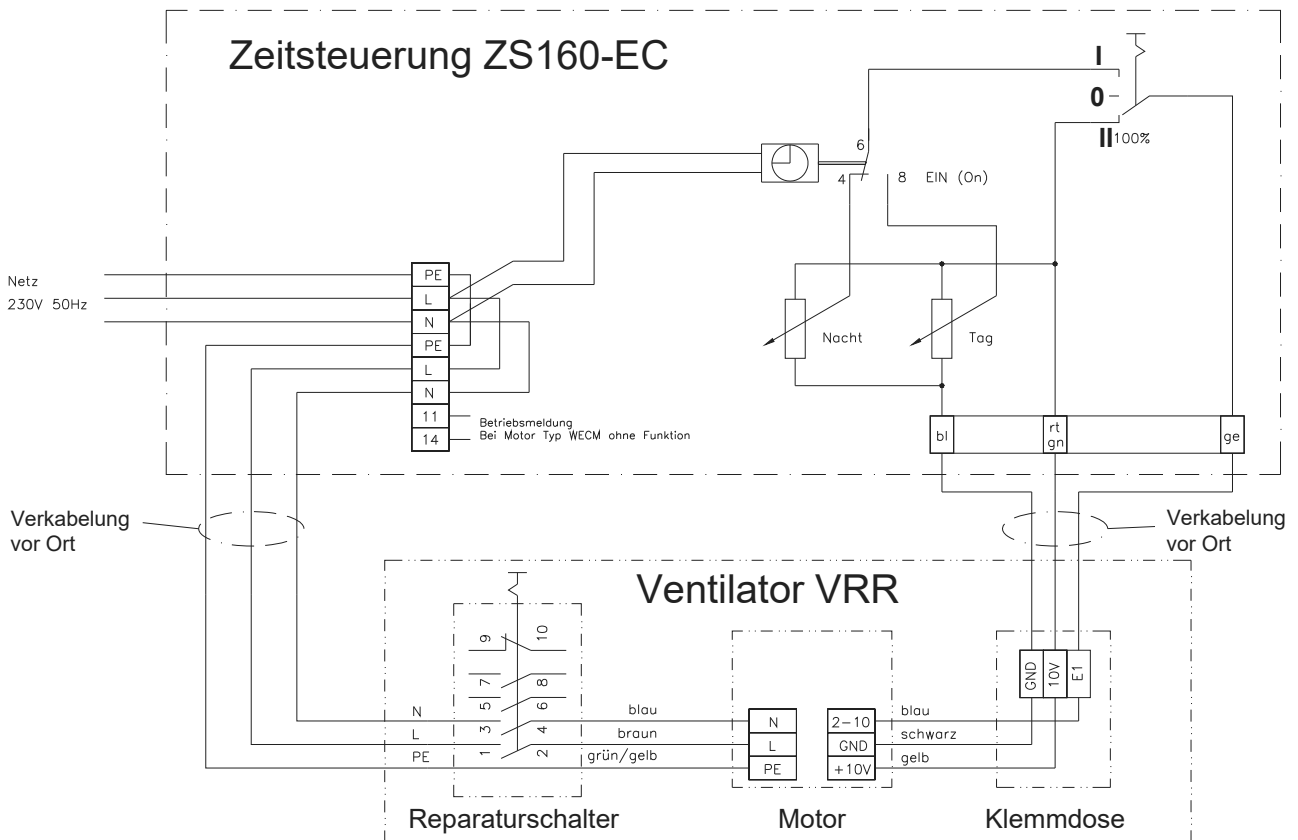 Zeitsteuerung ZS160-EC
I
0
II 100%
6
4
8 EIN (On)
Netz
230V 50Hz
PE
L
N
PE
L
N
11
14
Betriebsmeldung
Bei Motor Typ WECM ohne Funktion
Nacht
Tag
bl
rt
gn
ge
Verkabelung
vor Ort
Verkabelung
vor Ort
Ventilator VRR
9
10
7
8
5
6
3
4
1
2
N
L
PE
blau
braun
grün/gelb
N
L
PE
2-10
GND
+10V
blau
schwarz
gelb
GND
10V
E1
Reparaturschalter
Motor
Klemmdose